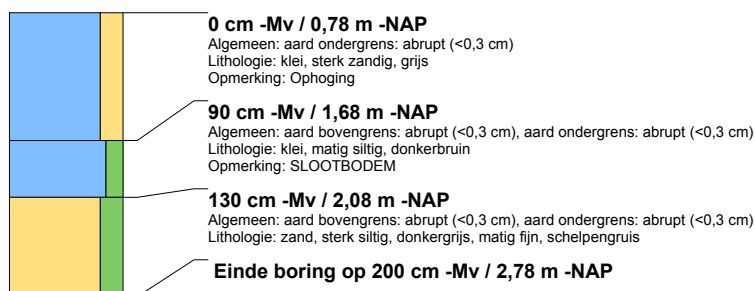 0 cm -Mv / 0,78 m -NAP
Algemeen: aard ondergrens: abrupt (<0,3 cm)
Lithologie: klei, sterk zandig, grijs
Opmerking: Ophoging
90 cm -Mv / 1,68 m -NAP
Algemeen: aard bovengrens: abrupt (<0,3 cm), aard ondergrens: abrupt (<0,3 cm)
Lithologie: klei, matig siltig, donkerbruin
Opmerking: SLOOTBODEM
130 cm -Mv / 2,08 m -NAP
Algemeen: aard bovengrens: abrupt (<0,3 cm), aard ondergrens: abrupt (<0,3 cm)
Lithologie: zand, sterk siltig, donkergrijs, matig fijn, schelpengruis
Einde boring op 200 cm -Mv / 2,78 m -NAP